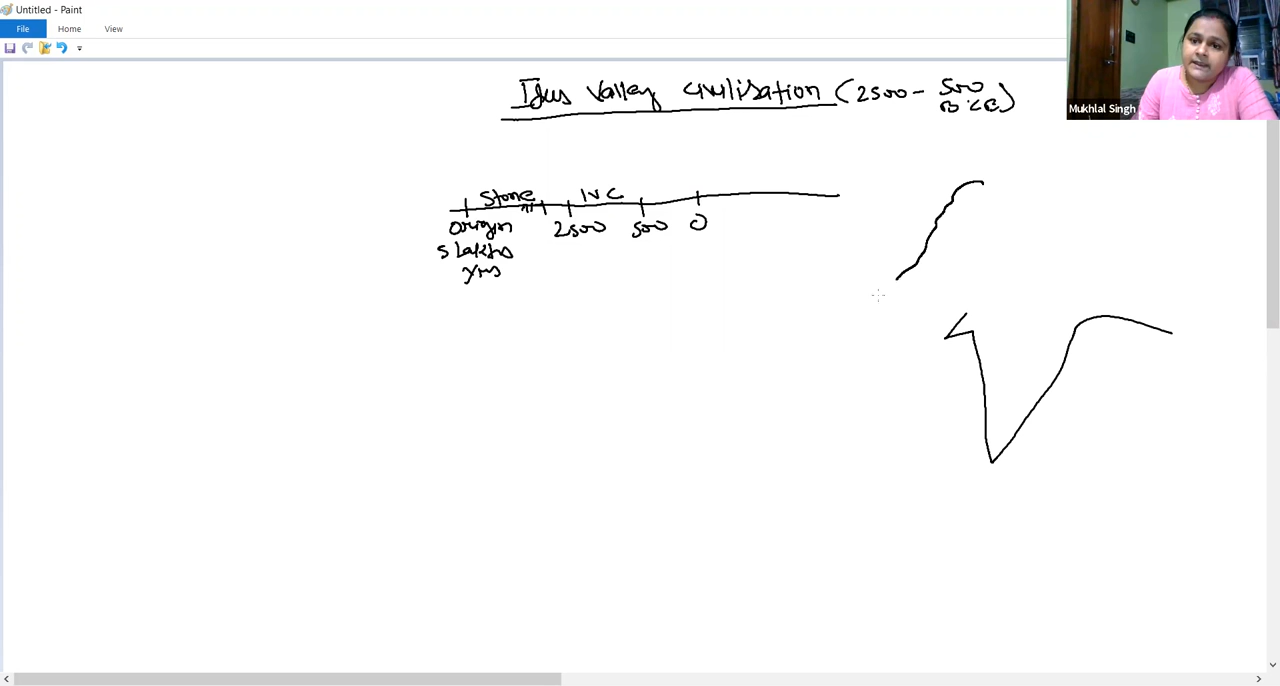 Untitled - Paint
File Home View
Mukhlal Singh
Idus Valley Civilisation (2500 - 500
BCE)
Stone IVC
origin 2500 500 0
5 Lakhs
yrs